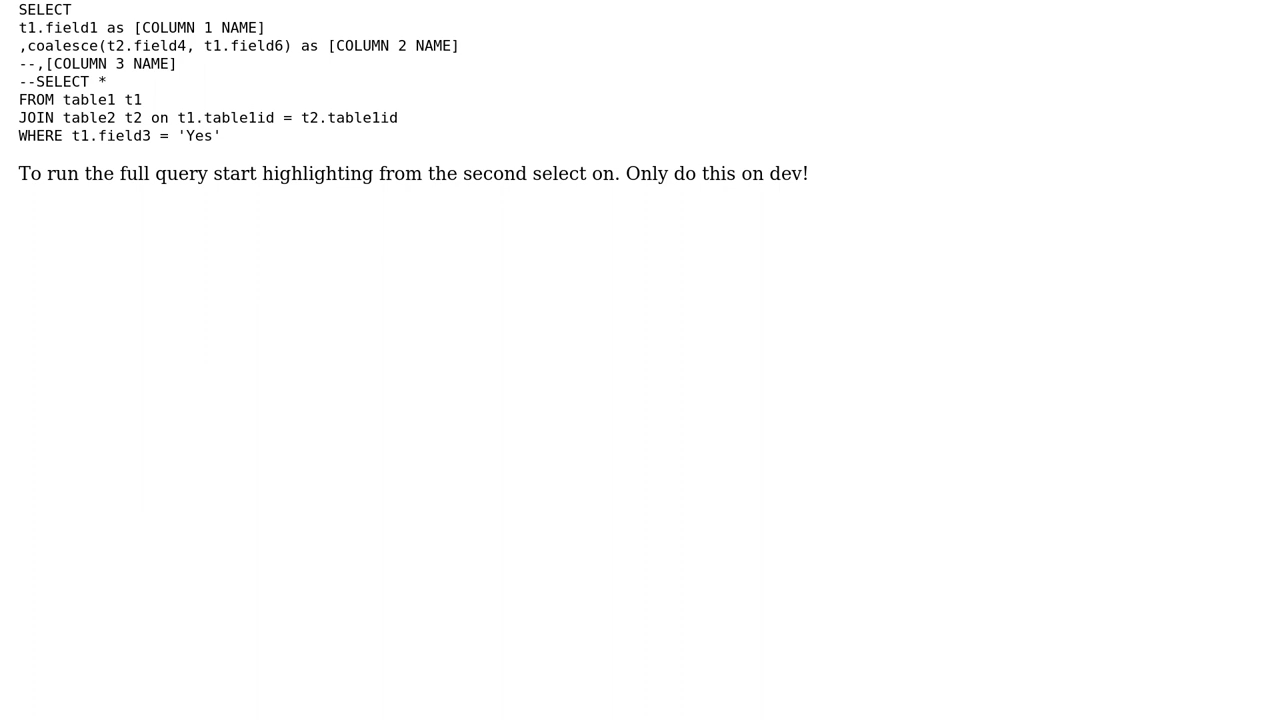 SELECT
t1.field1 as [COLUMN 1 NAME]
,coalesce(t2.field4, t1.field6) as [COLUMN 2 NAME]
--,[COLUMN 3 NAME]
--SELECT *
FROM table1 t1
JOIN table2 t2 on t1.table1id = t2.table1id
WHERE t1.field3 = 'Yes'
To run the full query start highlighting from the second select on. Only do this on dev!